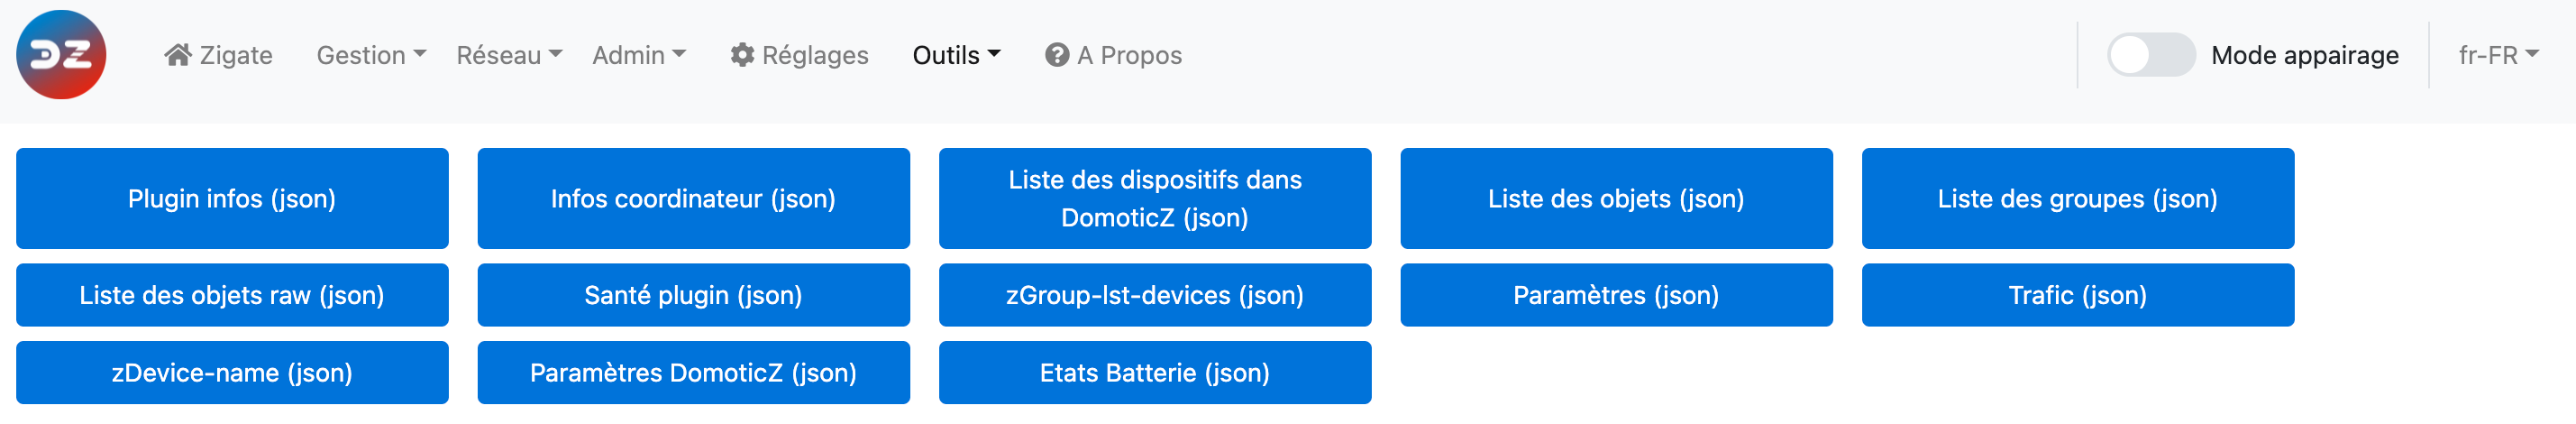 DZ Zigate Gestion Réseau Admin Réglages Outils A Propos Mode appairage fr-FR
Plugin infos (json)
Infos coordinateur (json)
Liste des dispositifs dans
DomoticZ (json)
Liste des objets (json)
Liste des groupes (json)
Liste des objets raw (json)
Santé plugin (json)
zGroup-lst-devices (json)
Paramètres (json)
Trafic (json)
zDevice-name (json)
Paramètres DomoticZ (json)
Etats Batterie (json)